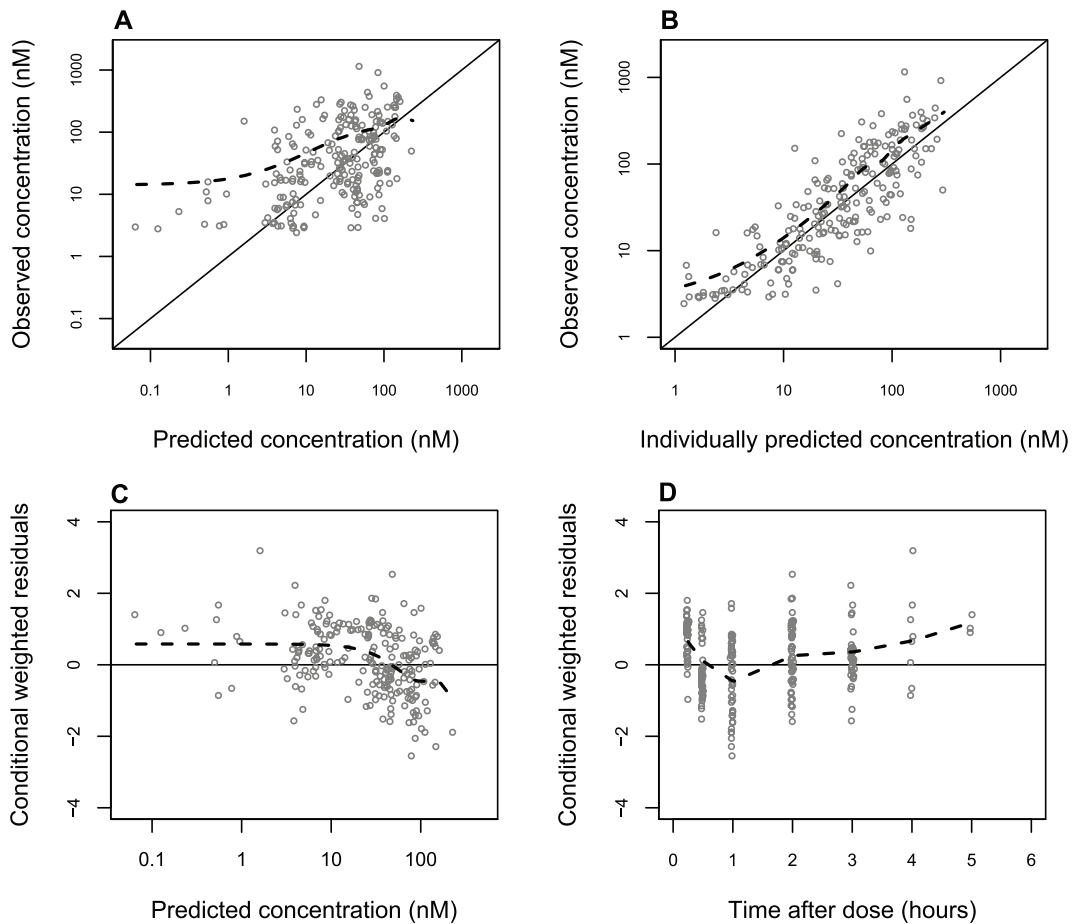 A
Observed concentration (nM)
1000
100
10
1
0.1
0.1 1 10 100 1000
Predicted concentration (nM)
B
Observed concentration (nM)
1000
100
10
1
1 10 100 1000
Individually predicted concentration (nM)
C
Conditional weighted residuals
4
2
0
−2
−4
0.1 1 10 100
Predicted concentration (nM)
D
Conditional weighted residuals
4
2
0
−2
−4
0 1 2 3 4 5 6
Time after dose (hours)